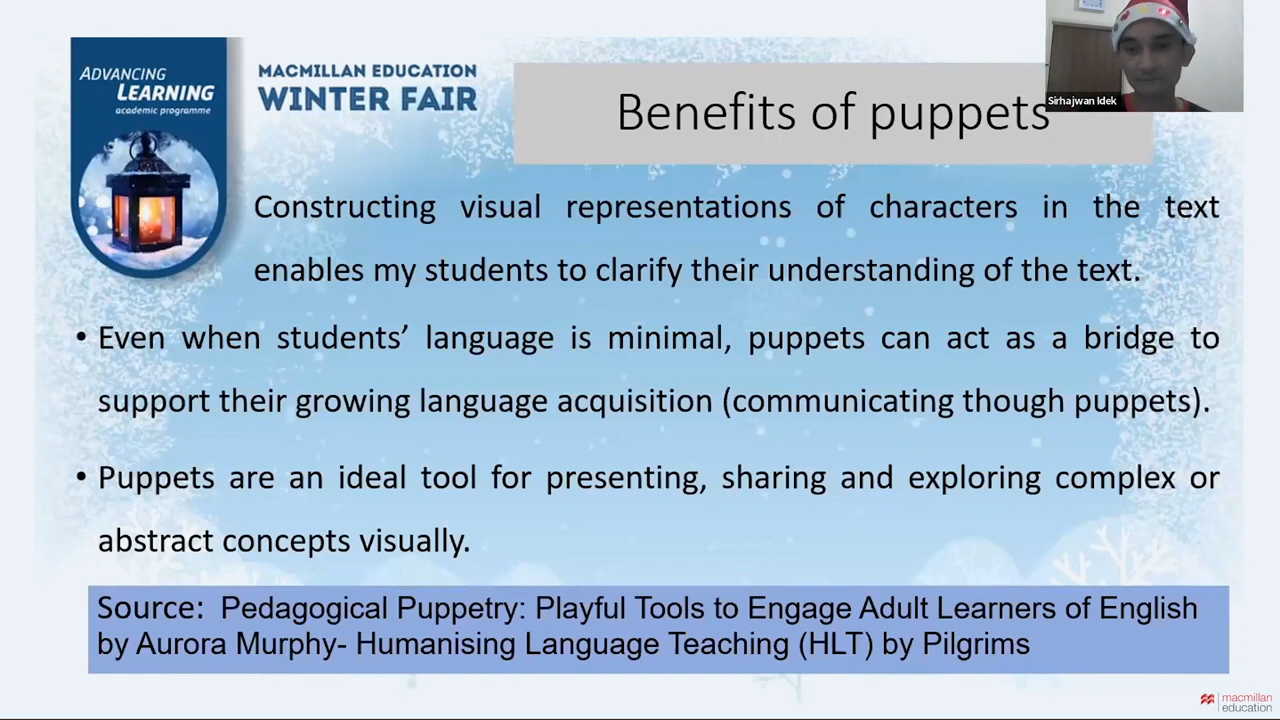 ADVANCING
LEARNING
academic programme
MACMILLAN EDUCATION
WINTER FAIR
Benefits of puppets
Sirhajwan Idek
Constructing visual representations of characters in the text
enables my students to clarify their understanding of the text.
• Even when students’ language is minimal, puppets can act as a bridge to
support their growing language acquisition (communicating though puppets).
• Puppets are an ideal tool for presenting, sharing and exploring complex or
abstract concepts visually.
Source: Pedagogical Puppetry: Playful Tools to Engage Adult Learners of English
by Aurora Murphy- Humanising Language Teaching (HLT) by Pilgrims
macmillan
education